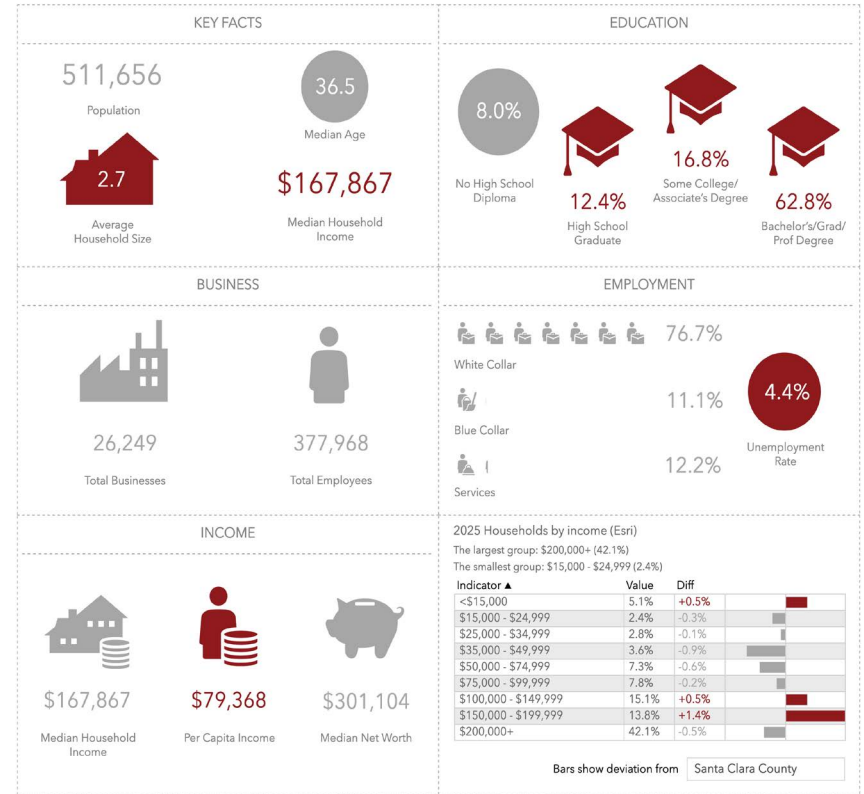 KEY FACTS
511,656
Population
36.5
Median Age
2.7
Average
Household Size
$167,867
Median Household
Income
EDUCATION
8.0%
No High School
Diploma
12.4%
High School
Graduate
16.8%
Some College/
Associate's Degree
62.8%
Bachelor's/Grad/
Prof Degree
BUSINESS
26,249
Total Businesses
377,968
Total Employees
EMPLOYMENT
76.7%
White Collar
11.1%
Blue Collar
12.2%
Services
4.4%
Unemployment
Rate
INCOME
$167,867
Median Household
Income
$79,368
Per Capita Income
$301,104
Median Net Worth
2025 Households by income (Esri)
The largest group: $200,000+ (42.1%)
The smallest group: $15,000 - $24,999 (2.4%)
Indicator ▲ Value Diff
<$15,000 5.1% +0.5%
$15,000 - $24,999 2.4% -0.3%
$25,000 - $34,999 2.8% -0.1%
$35,000 - $49,999 3.6% -0.9%
$50,000 - $74,999 7.3% -0.6%
$75,000 - $99,999 7.8% -0.2%
$100,000 - $149,999 15.1% +0.5%
$150,000 - $199,999 13.8% +1.4%
$200,000+ 42.1% -0.5%
Bars show deviation from Santa Clara County